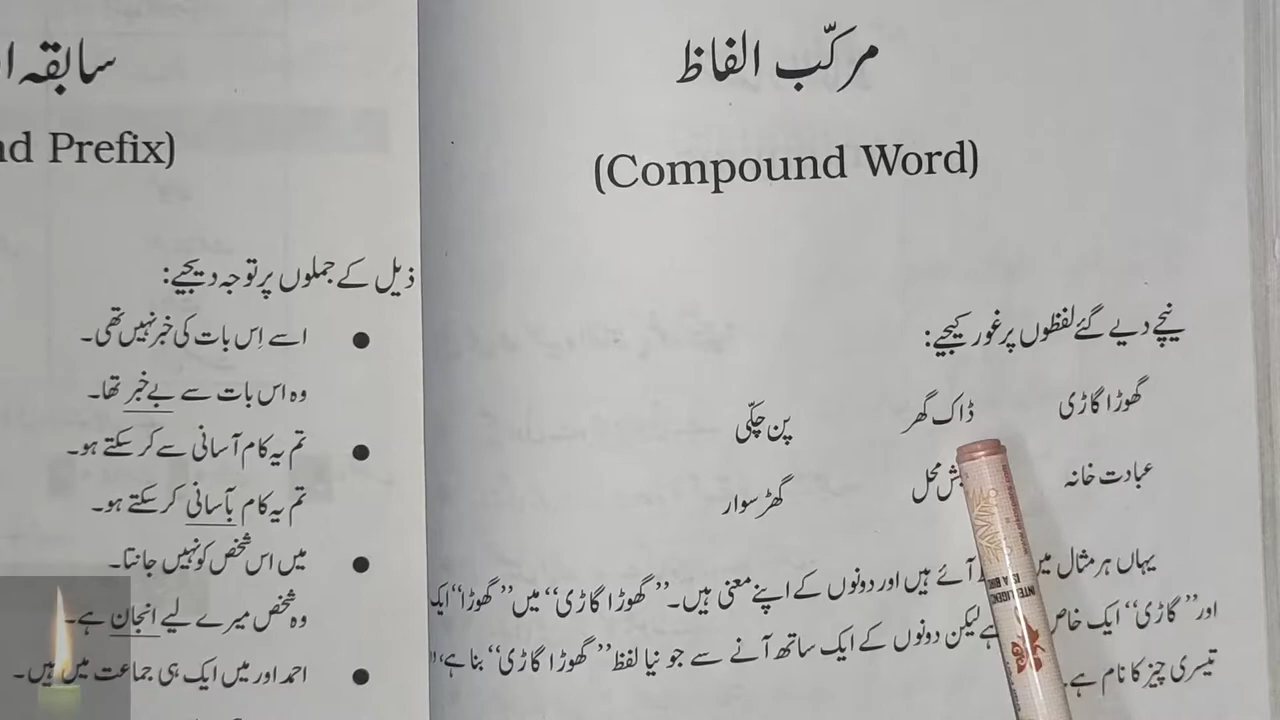 مرکّب الفاظ
(Compound Word)
نیچے دیے گئے لفظوں پر غور کیجیے:
گھوڑا گاڑی ڈاک گھر پن چکّی
عبادت خانہ ش محل گھڑ سوار
یہاں ہر مثال میں آئے ہیں اور دونوں کے اپنے معنی ہیں۔ ”گھوڑا گاڑی“ میں ”گھوڑا“ ایک
اور ”گاڑی“ ایک خاص ہے لیکن دونوں کے ایک ساتھ آنے سے جو نیا لفظ ”گھوڑا گاڑی“ بنا ہے،
تیسری چیز کا نام ہے۔
سابقہ
nd Prefix)
ذیل کے جملوں پر توجہ دیجیے:
● اسے اِس بات کی خبر نہیں تھی۔
وہ اس بات سے بے خبر تھا۔
● تم یہ کام آسانی سے کر سکتے ہو۔
تم یہ کام بآسانی کر سکتے ہو۔
● میں اس شخص کو نہیں جانتا۔
وہ شخص میرے لیے انجان ہے۔
● احمد اور میں ایک ہی جماعت میں ہیں۔
INTELLIGENC
IS A BIRD